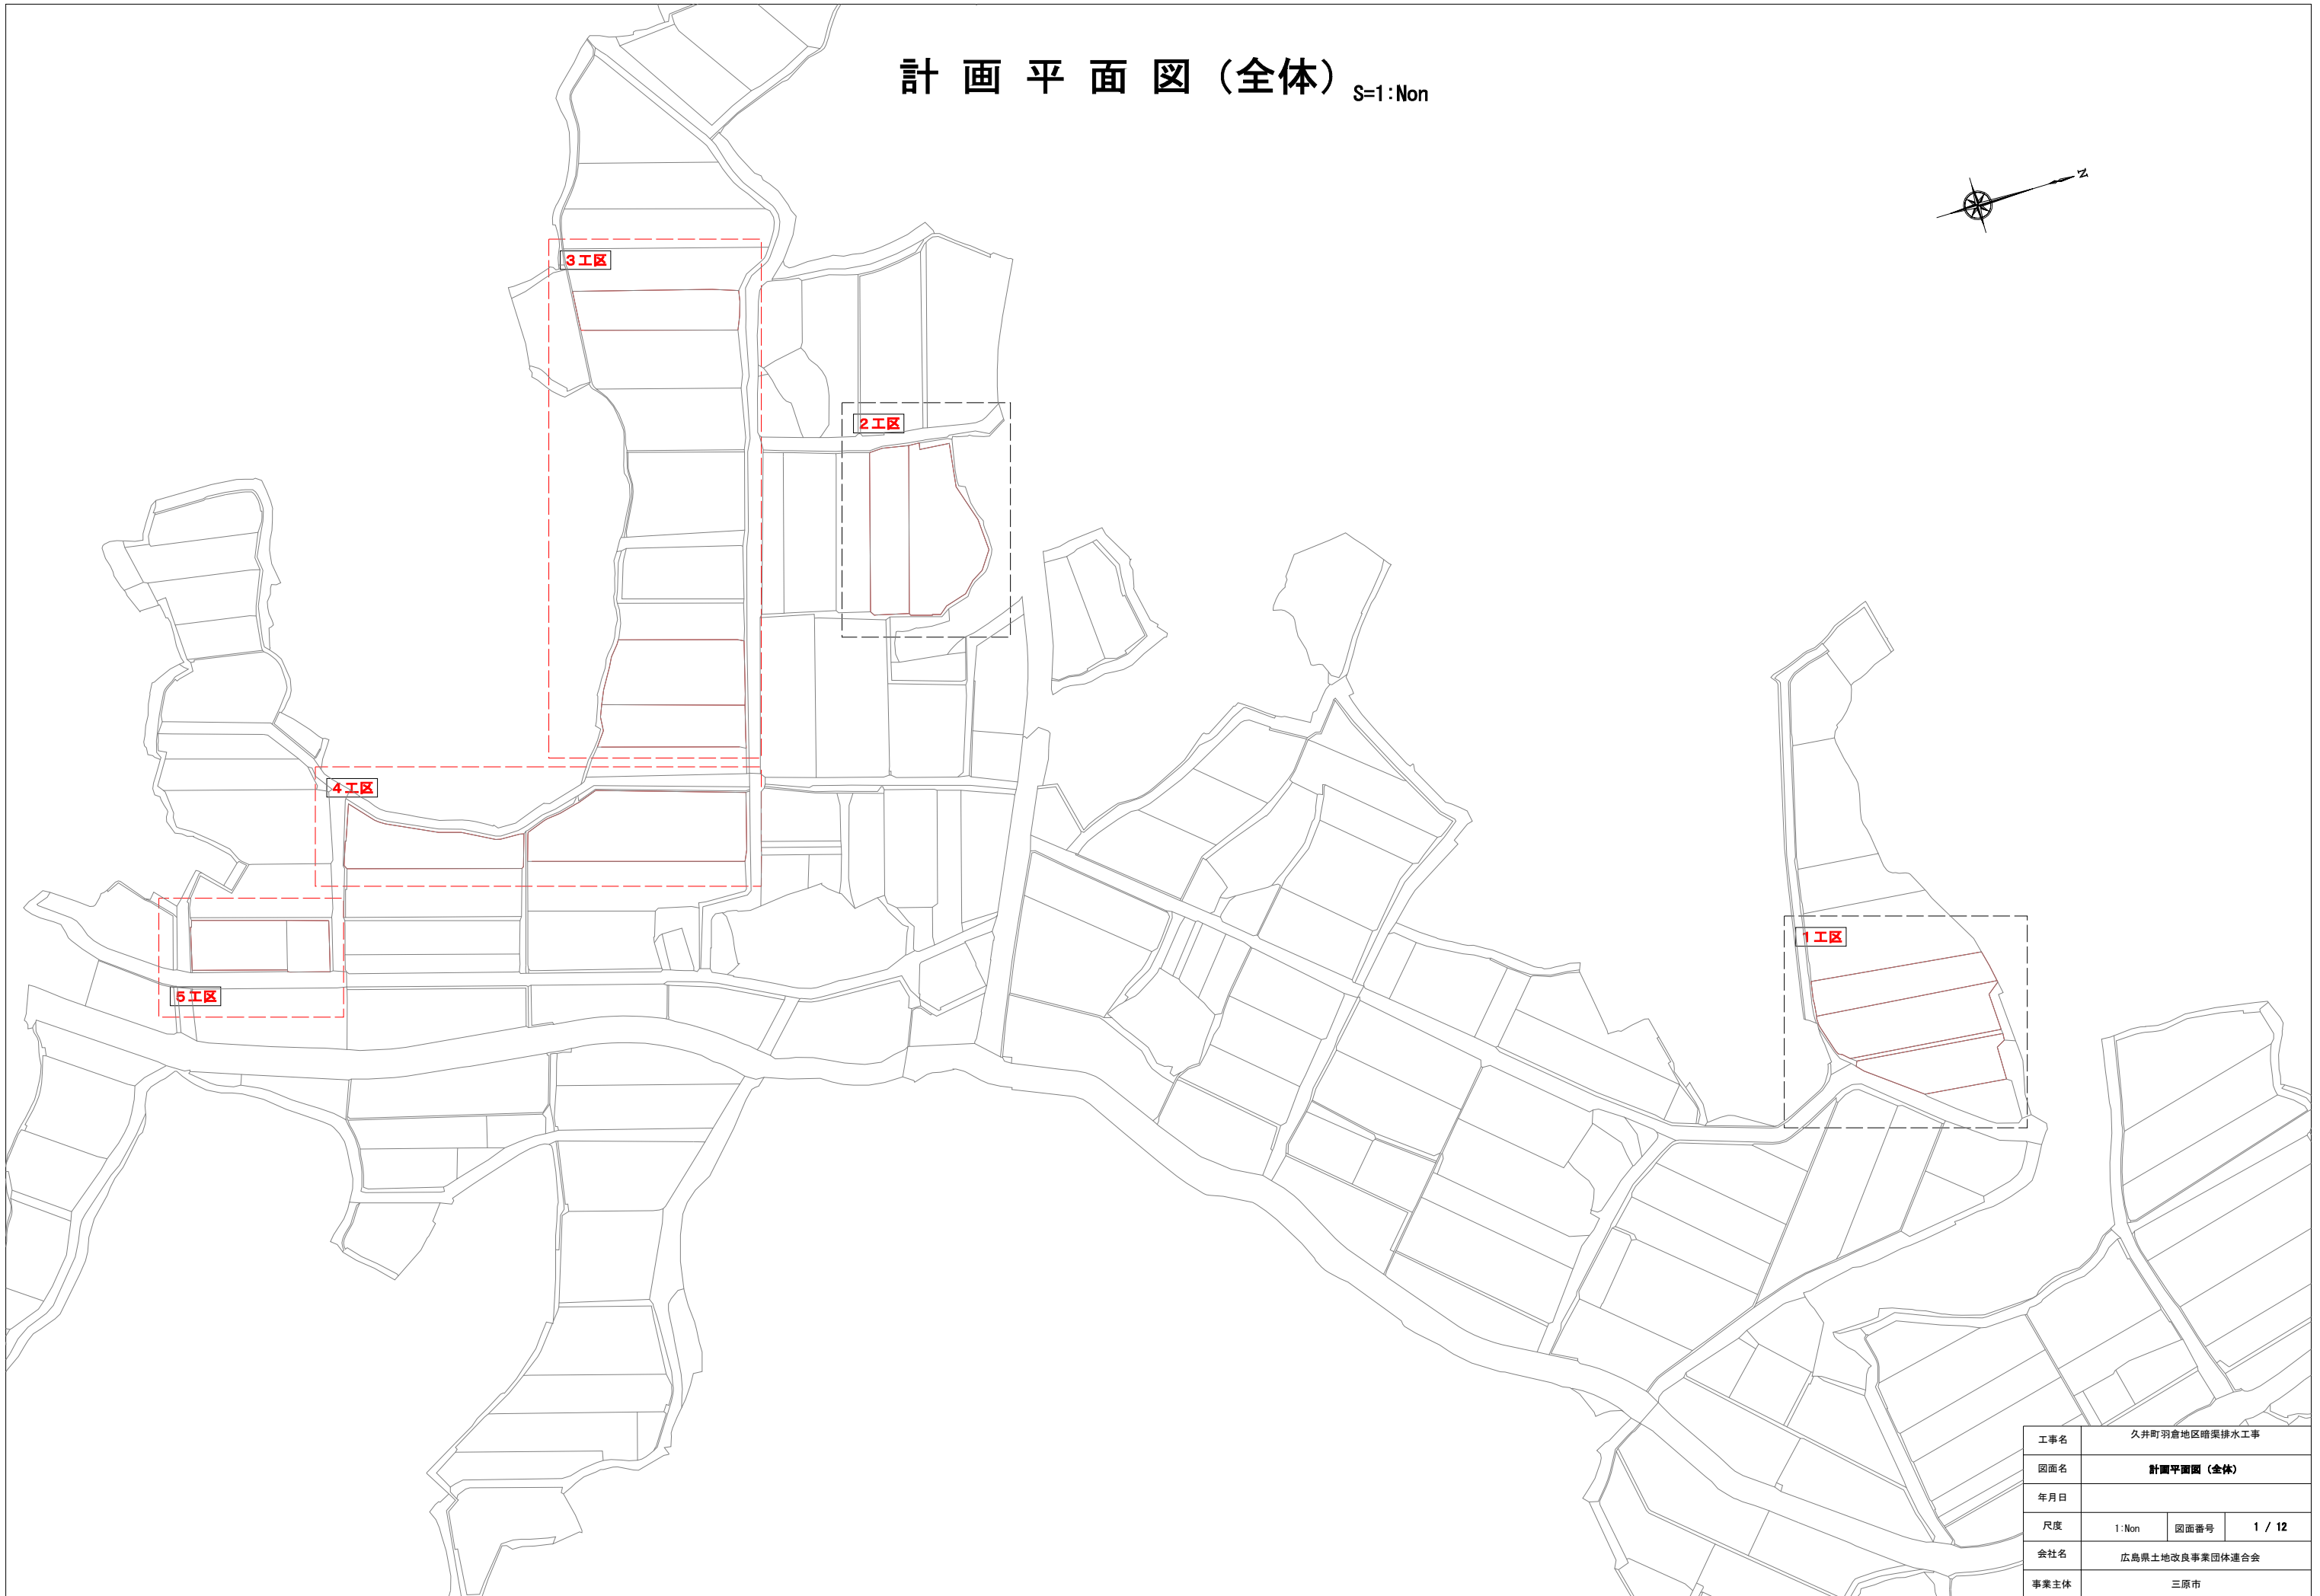 計画平面図（全体） S=1:Non
N
3工区
2工区
4工区
1工区
5工区
工事名 久井町羽倉地区暗渠排水工事
図面名 計画平面図（全体）
年月日
尺度 1:Non 図面番号 1 / 12
会社名 広島県土地改良事業団体連合会
事業主体 三原市